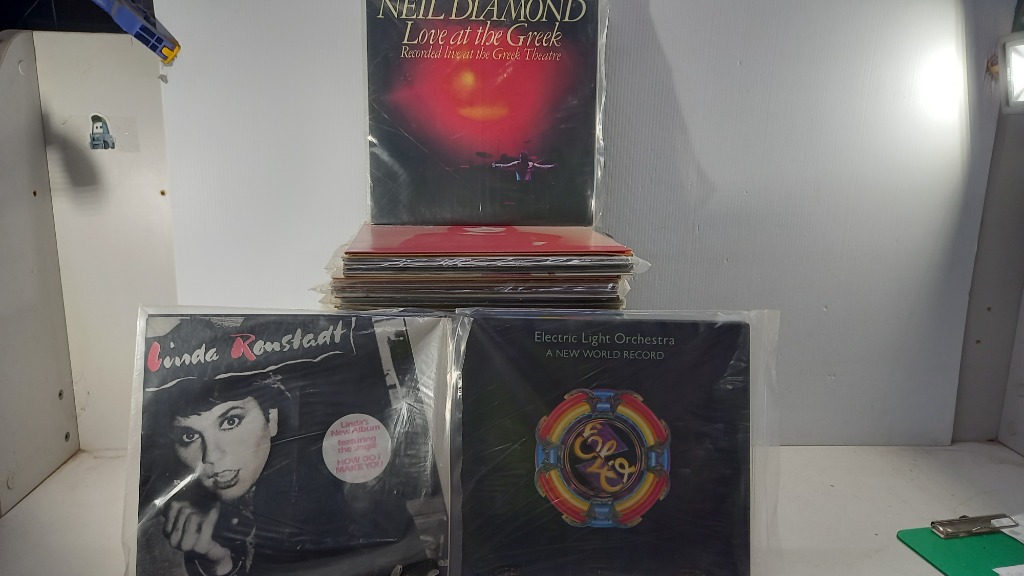 NEIL DIAMOND
Love at the Greek
Recorded live at the Greek Theatre
Linda Ronstadt
Linda's
New Album
featuring
the single
HOW DO I
MAKE YOU
Electric Light Orchestra
A NEW WORLD RECORD
ELO